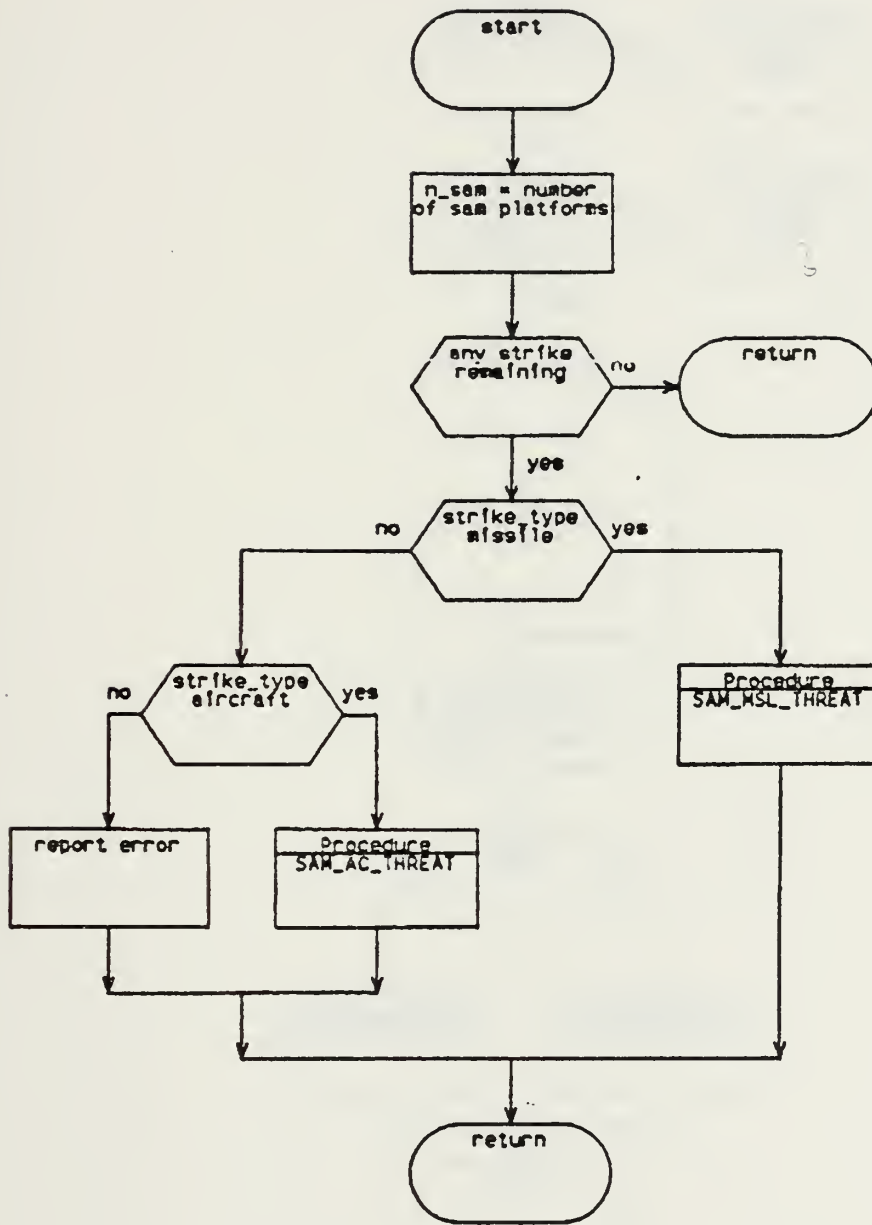 start
n_sam = number
of sam platforms
any strike
remaining
no
return
yes
strike_type
missile
no
yes
strike_type
aircraft
no
yes
Procedure
SAM_MSL_THREAT
report error
Procedure
SAM_AC_THREAT
return